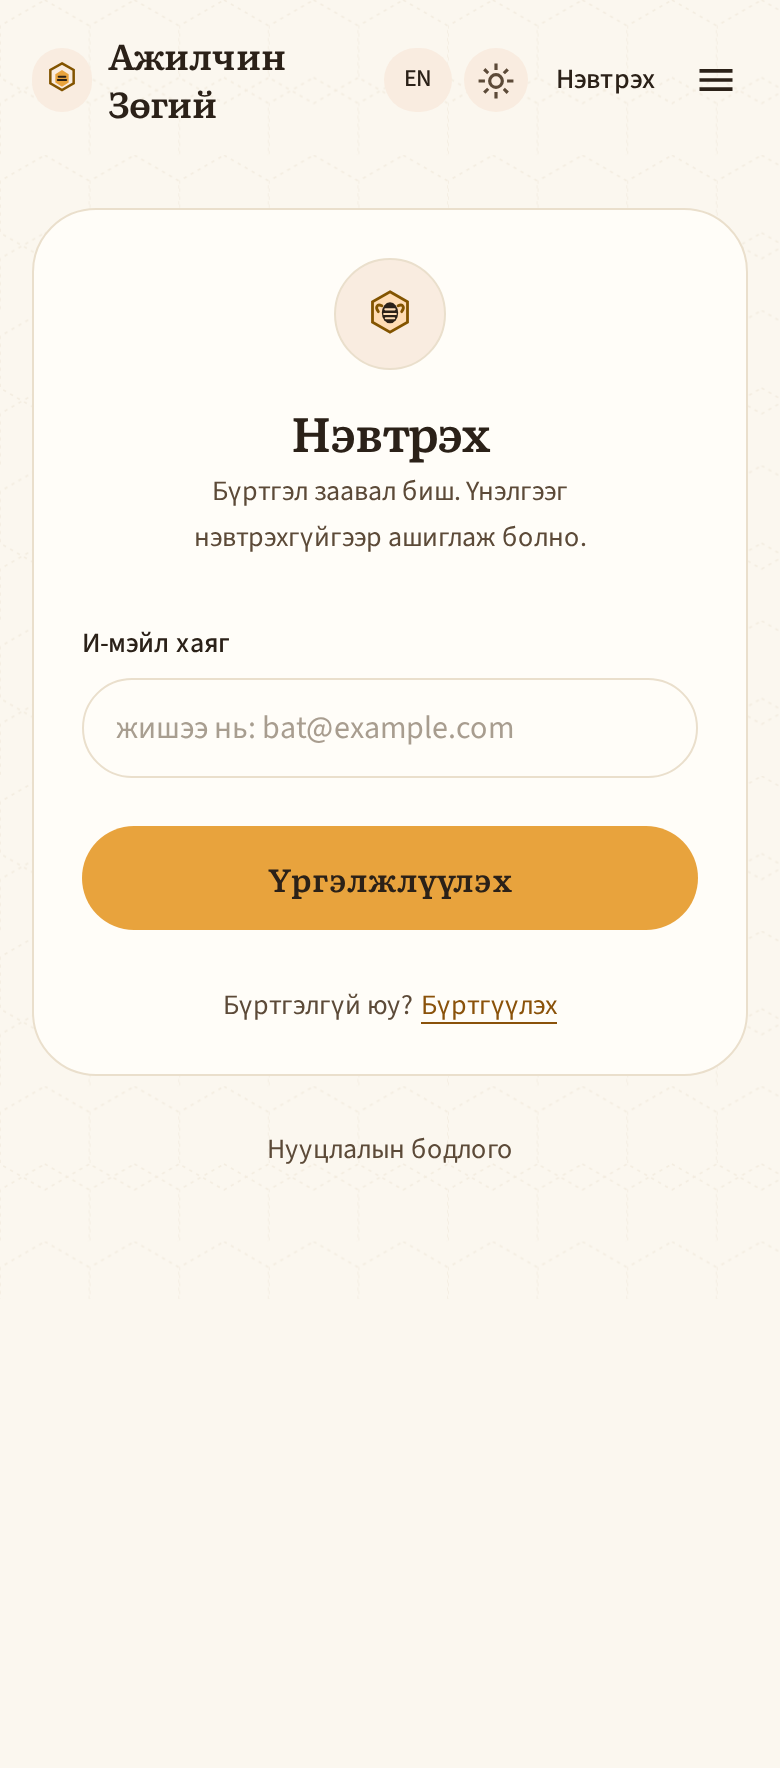 Ажилчин
Зөгий
EN
Нэвтрэх
Нэвтрэх
Бүртгэл заавал биш. Үнэлгээг
нэвтрэхгүйгээр ашиглаж болно.
И-мэйл хаяг
жишээ нь: bat@example.com
Үргэлжлүүлэх
Бүртгэлгүй юу? Бүртгүүлэх
Нууцлалын бодлого